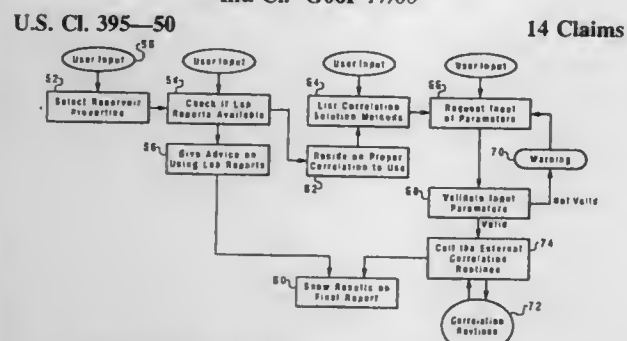 Int. Cl.⁵ G06F
U.S. Cl. 395—50
14 Claims
User Input
58
User Input
User Input
User Input
52
Select Reservoir
Properties
54
Check if Lab
Reports Available
64
List Correlation
Solution Methods
66
Request Input
of Parameters
56
Give Advice on
Using Lab Reports
62
Decide on Proper
Correlation to Use
70
Warning
68
Validate Input
Parameters
Not Valid
Valid
74
Call the External
Correlation
Routines
60
Show Results on
Final Report
72
Correlation
Routines